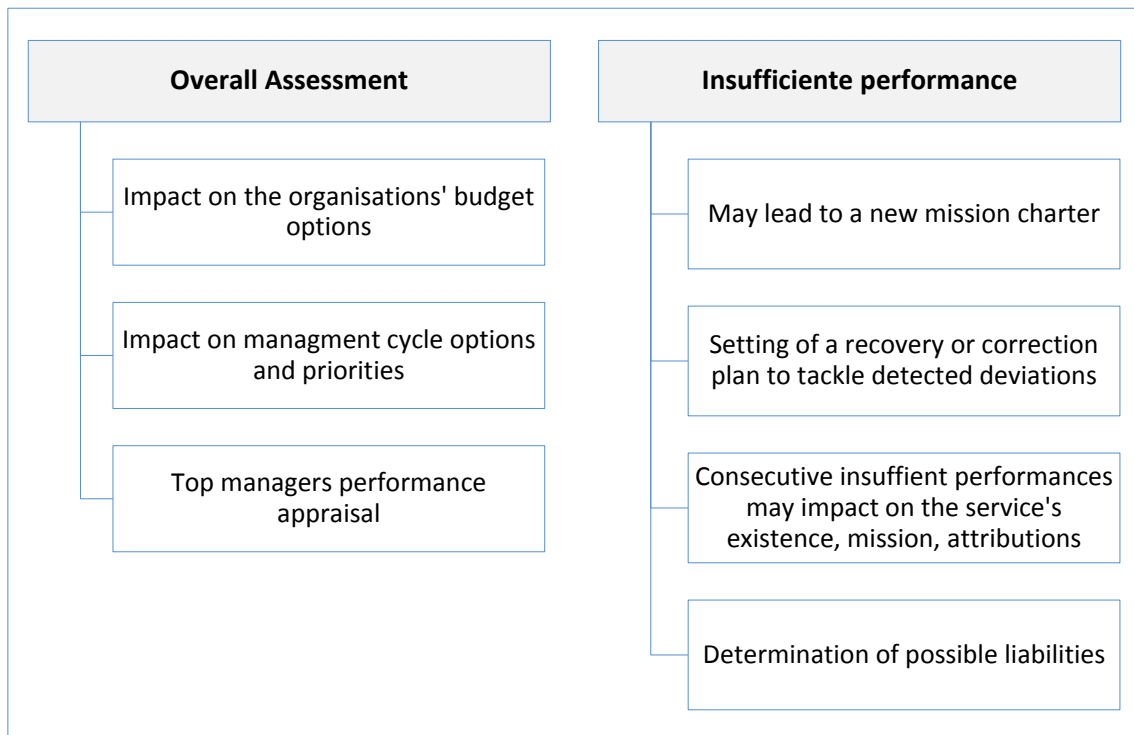 Overall Assessment
Impact on the organisations' budget
options
Impact on managment cycle options
and priorities
Top managers performance
appraisal
Insufficiente performance
May lead to a new mission charter
Setting of a recovery or correction
plan to tackle detected deviations
Consecutive insuffient performances
may impact on the service's
existence, mission, attributions
Determination of possible liabilities